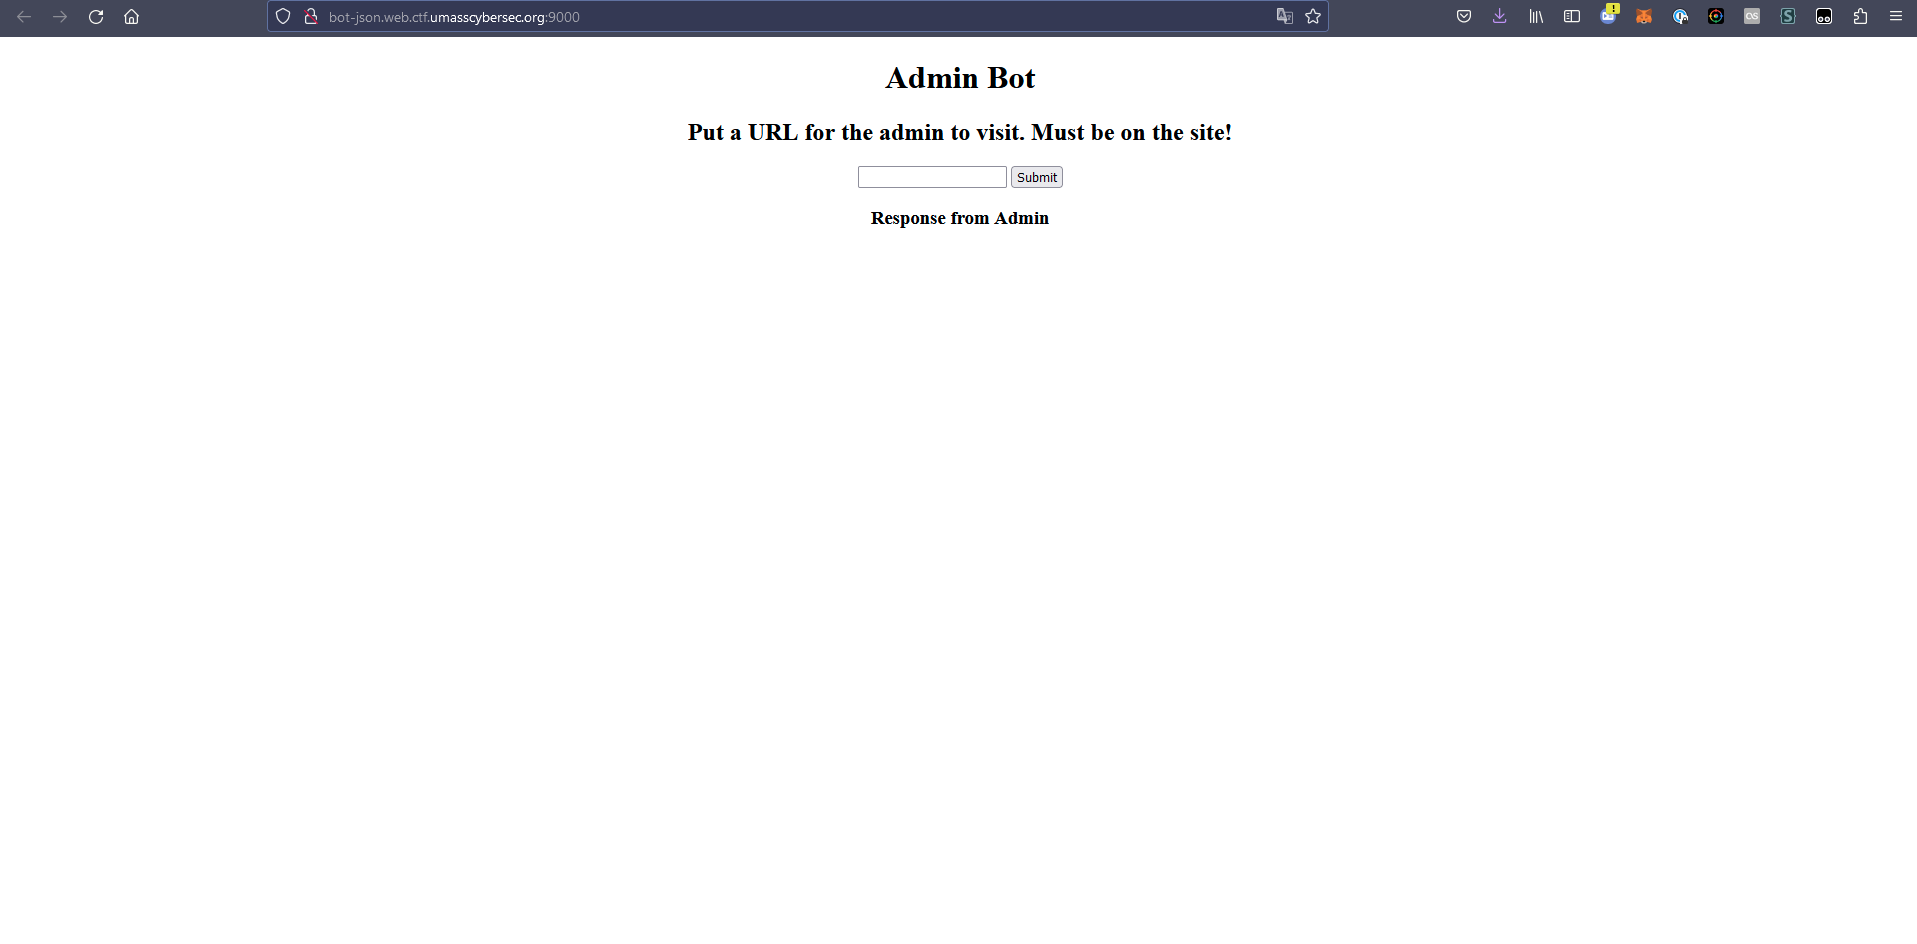 bot-json.web.ctf.umasscybersec.org:9000
Admin Bot
Put a URL for the admin to visit. Must be on the site!
Submit
Response from Admin